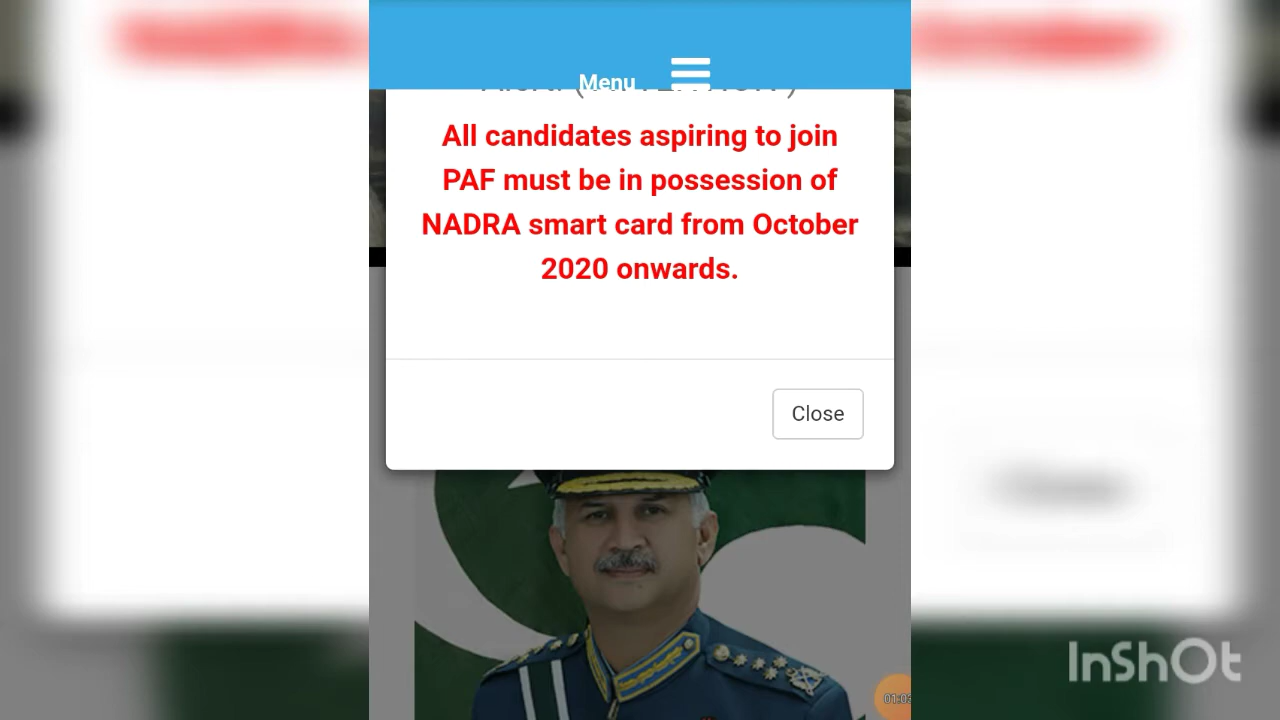 Menu
All candidates aspiring to join
PAF must be in possession of
NADRA smart card from October
2020 onwards.
Close
InShOt